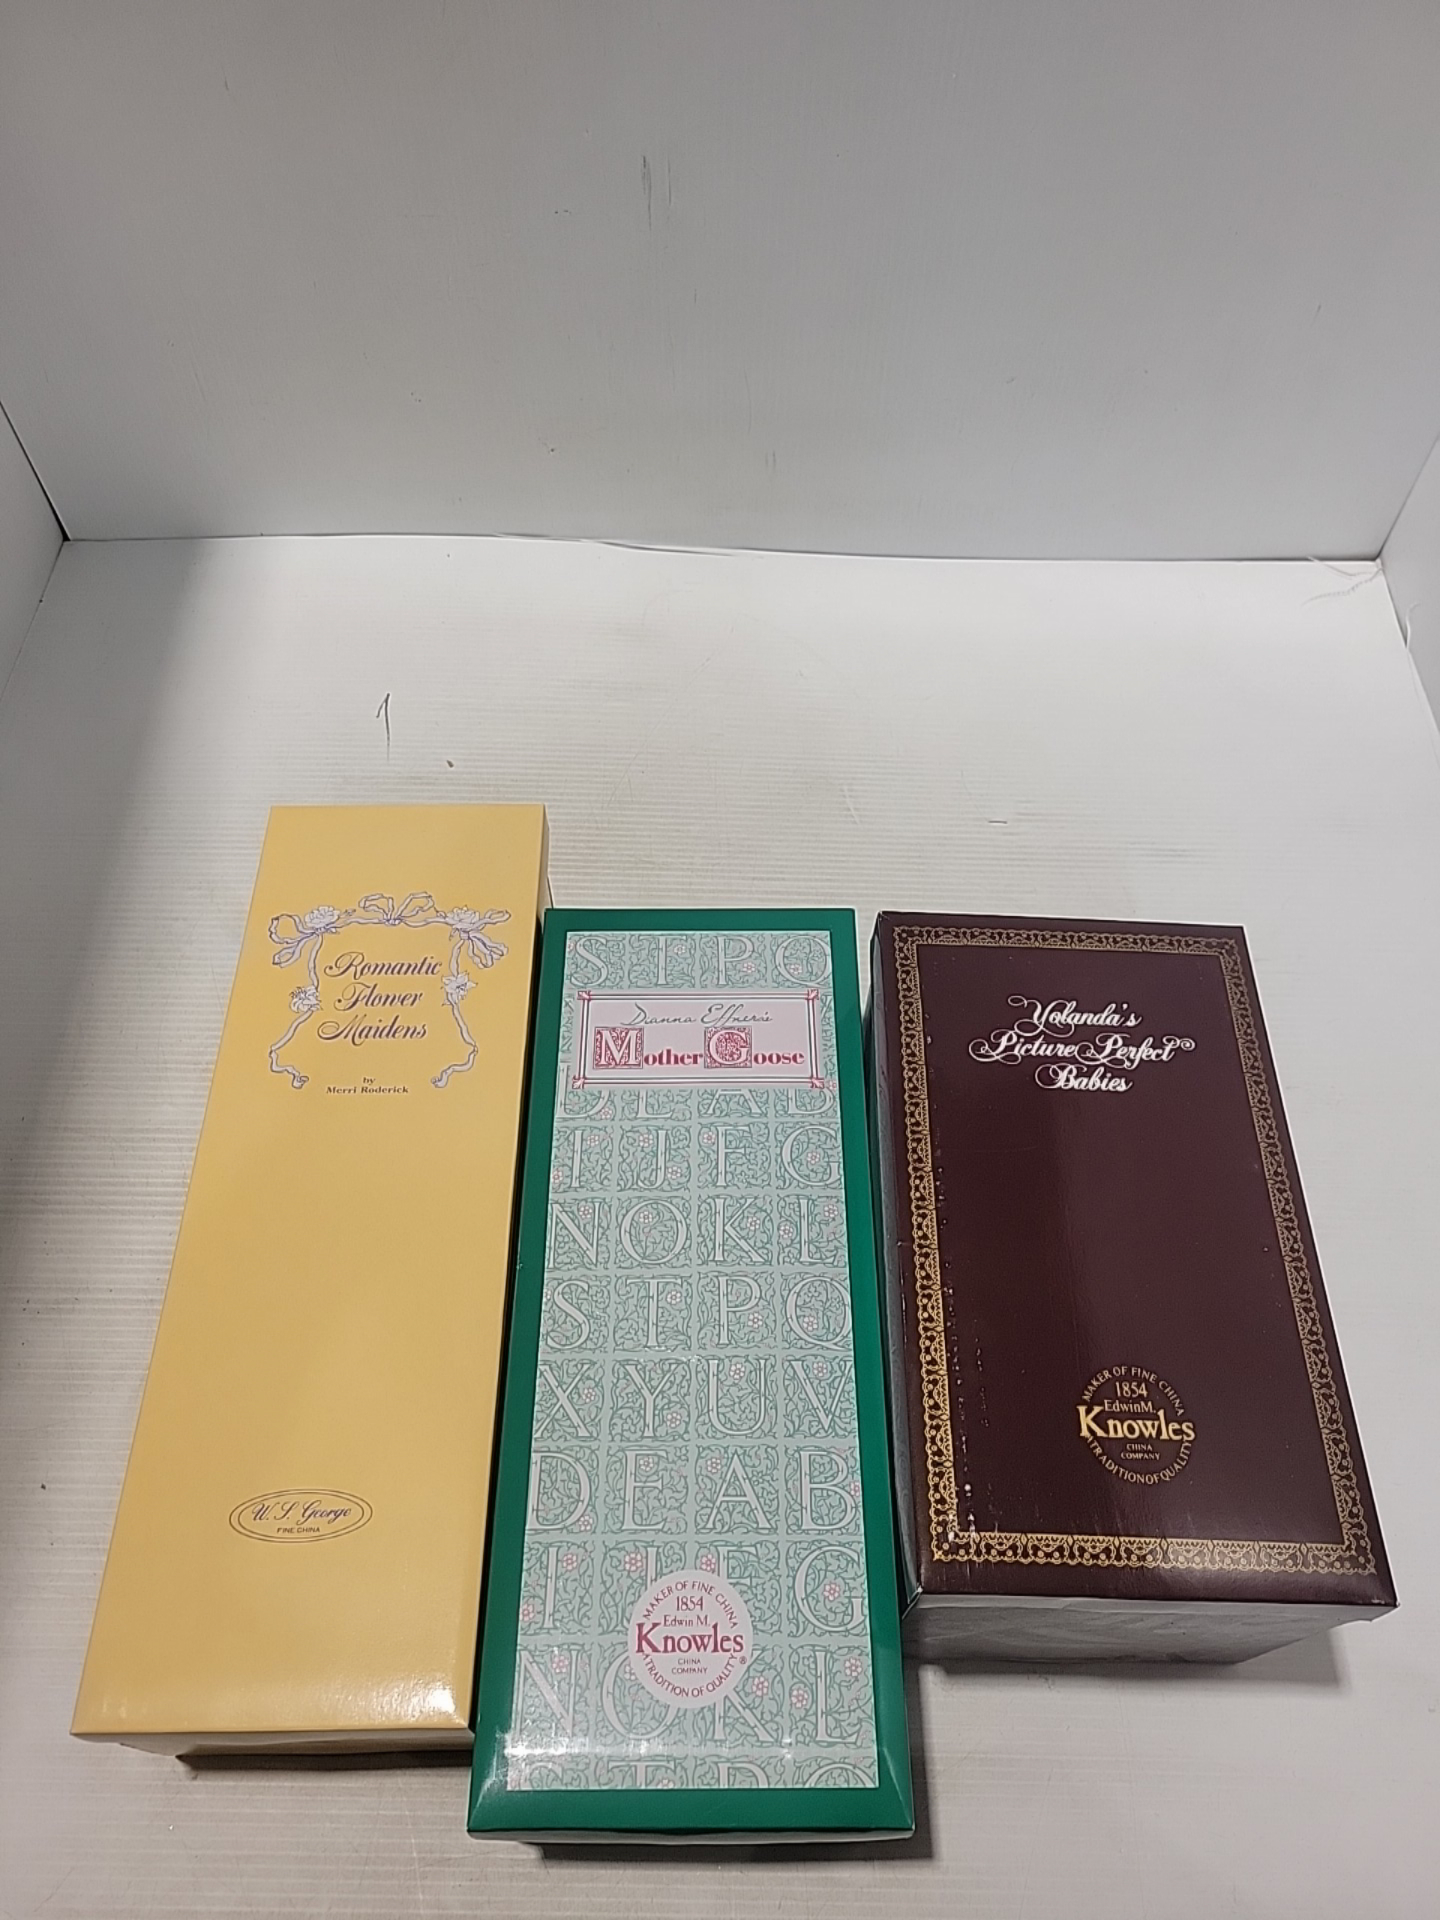 Romantic
Flower
Maidens
by
Merri Roderick
W. S. George
FINE CHINA
S T P Q
Dianna Effner's
Mother Goose
D E A B
I J F G
N O K L
S T P Q
X Y U V
D E A B
I J F G
MAKER OF FINE CHINA
1854
Edwin M.
Knowles
CHINA
COMPANY
A TRADITION OF QUALITY
®
N O K L
S T P Q
Yolanda's
Picture Perfect
Babies
MAKER OF FINE CHINA
1854
Edwin M.
Knowles
CHINA
COMPANY
A TRADITION OF QUALITY